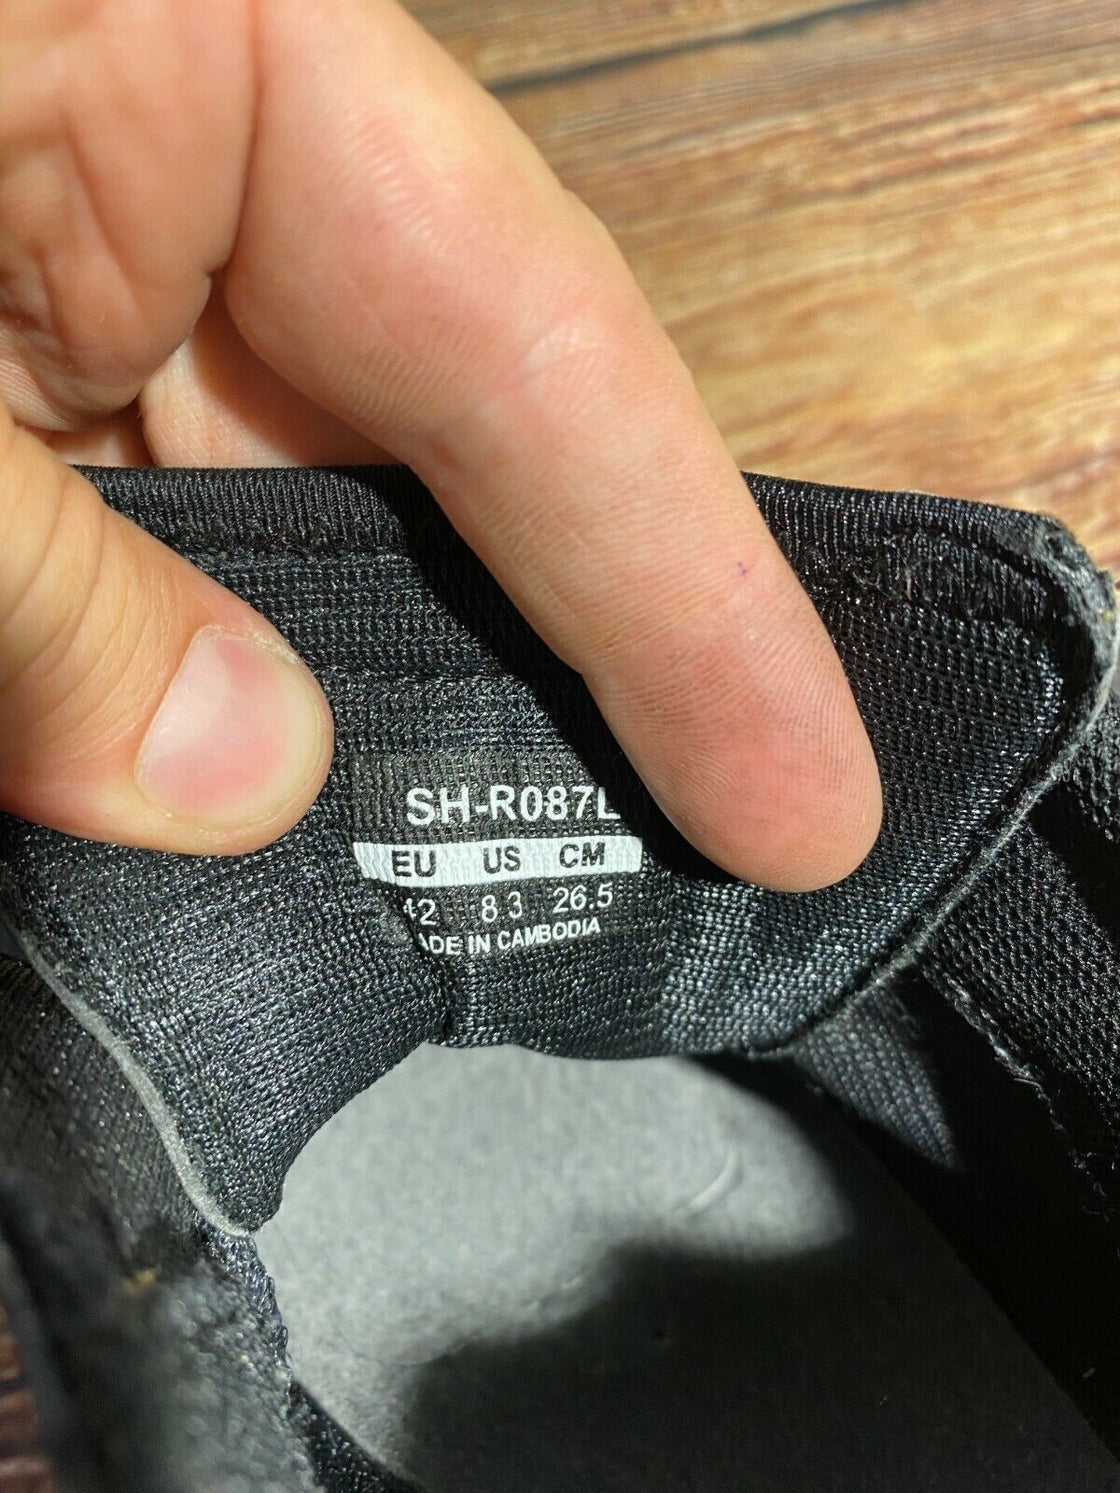 SH-R087L
EU US CM
42 8 3 26.5
ADE IN CAMBODIA